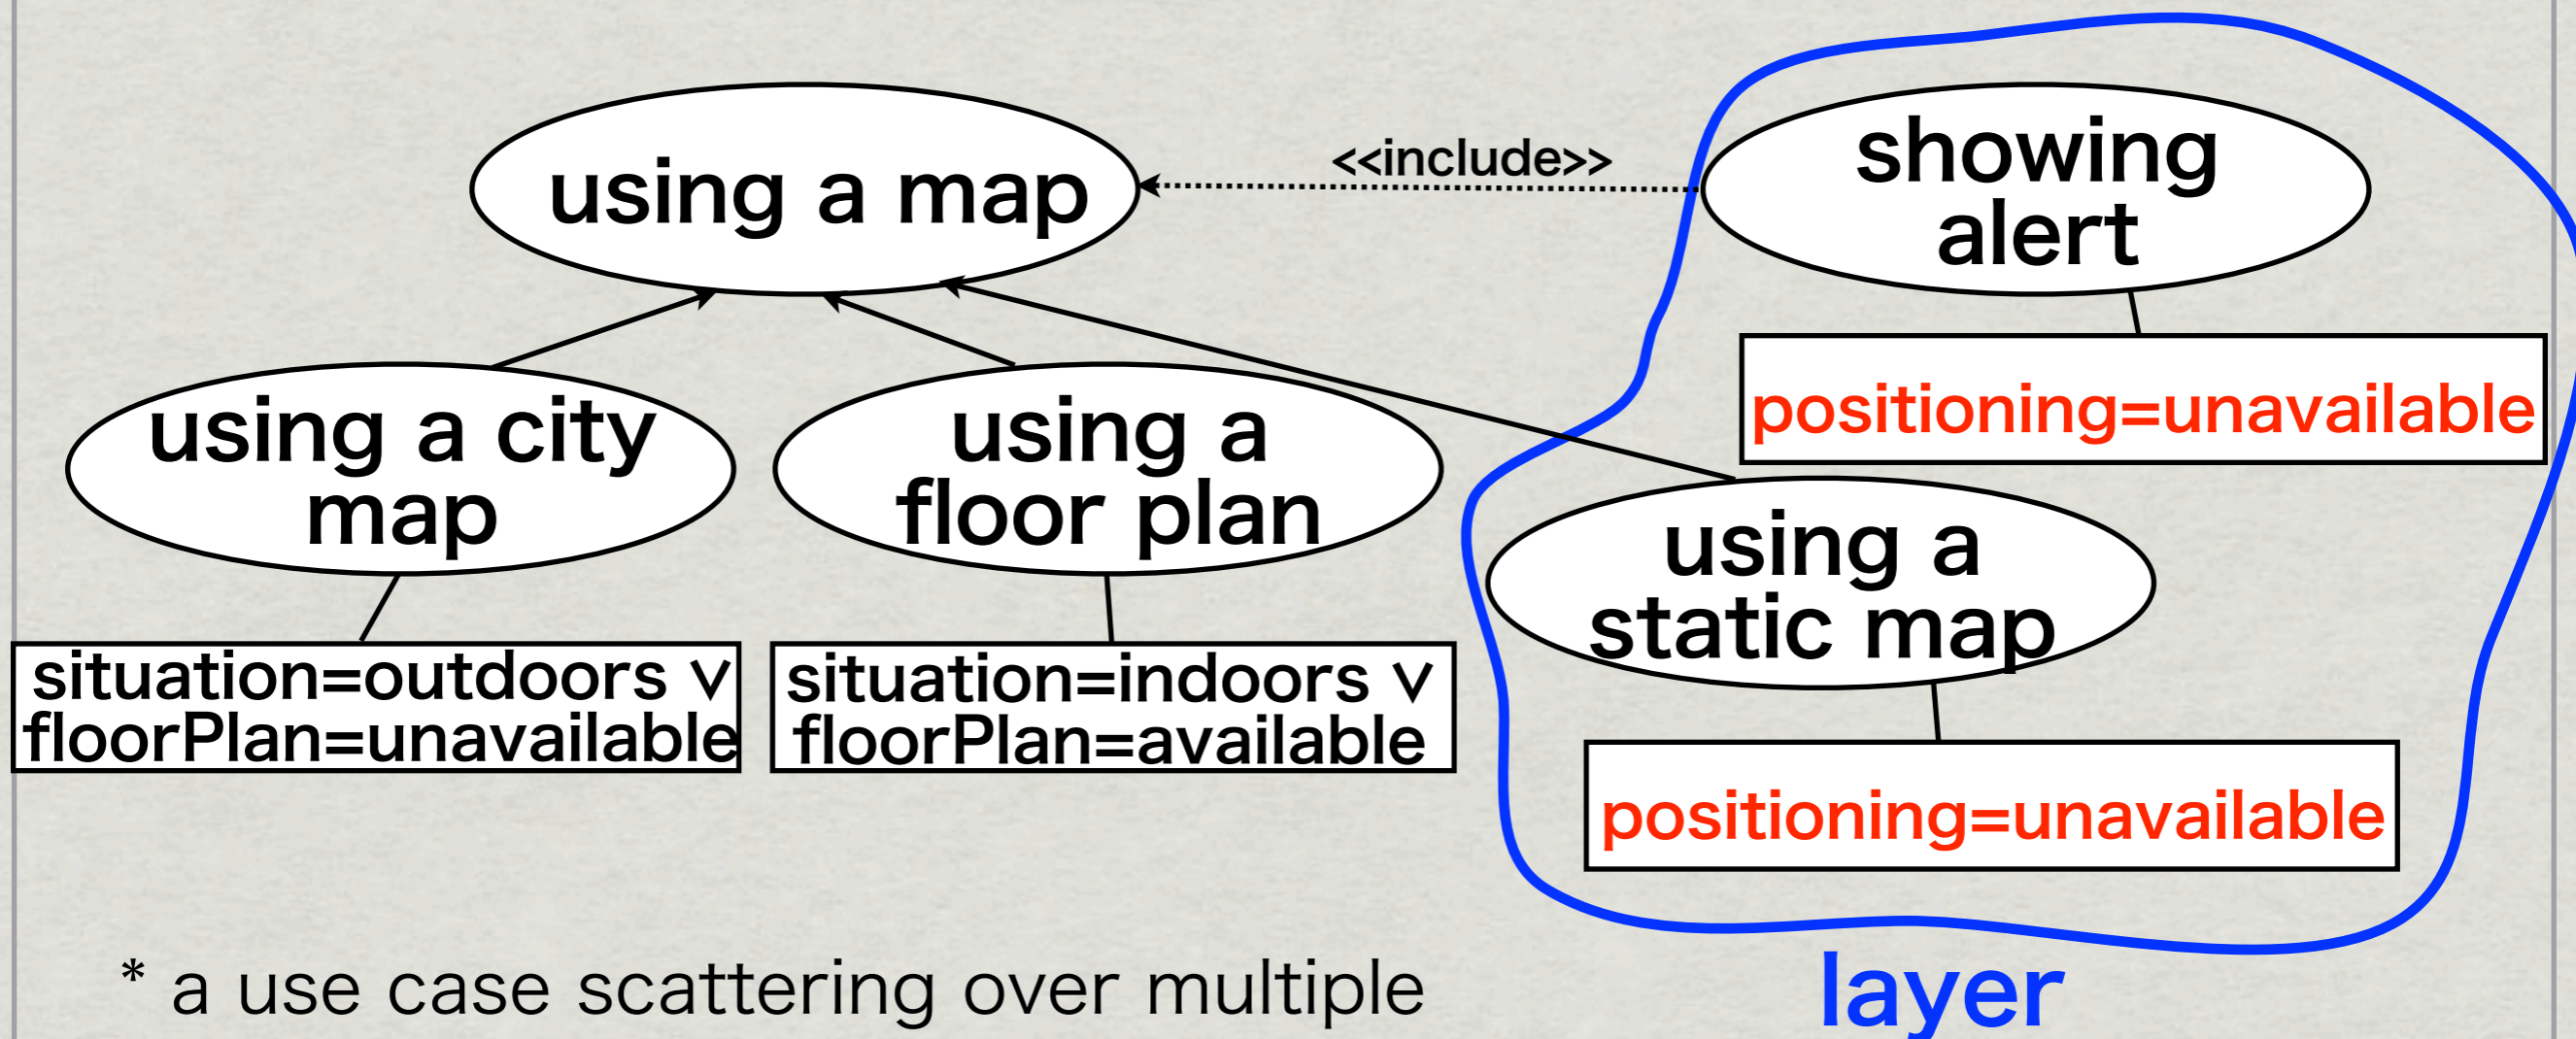 using a map
<<include>>
showing
alert
positioning=unavailable
using a city
map
using a
floor plan
using a
static map
situation=outdoors ∨
floorPlan=unavailable
situation=indoors ∨
floorPlan=available
positioning=unavailable
* a use case scattering over multiple
layer